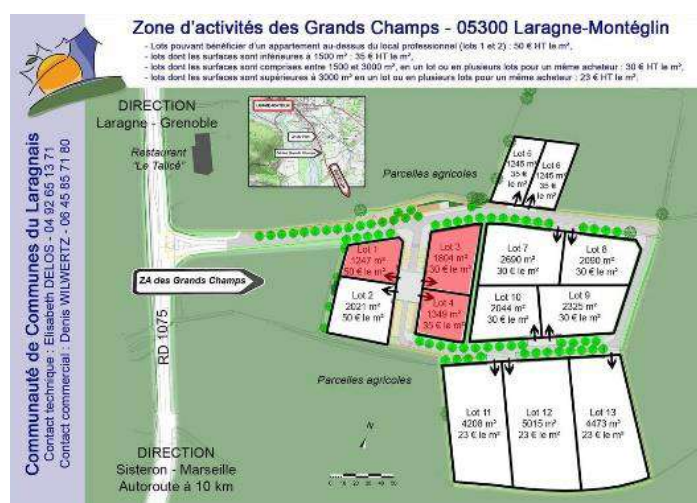 Zone d'activités des Grands Champs - 05300 Laragne-Montéglin
- Lots pouvant bénéficier d'un appartement au-dessus du local professionnel (lots 1 et 2) : 50 € HT le m²,
- lots dont les surfaces sont inférieures à 1500 m² : 35 € HT le m²,
- lots dont les surfaces sont comprises entre 1500 et 3000 m², en un lot ou en plusieurs lots pour un même acheteur : 30 € HT le m²,
- lots dont les surfaces sont supérieures à 3000 m² en un lot ou en plusieurs lots pour un même acheteur : 23 € HT le m².
Communauté de Communes du Laragnais
Contact technique : Elisabeth DELOS - 04 92 65 13 71
Contact commercial : Denis WILWERTZ - 06 45 85 71 80
DIRECTION
Laragne - Grenoble
Restaurant
"Le Talicé"
Parcelles agricoles
Lot 6
1245 m²
35 €
le m²
Lot 6
1245 m²
35 €
le m²
ZA des Grands Champs
RD 1075
Lot 1
1247 m²
50 € le m²
Lot 2
2021 m²
50 € le m²
Lot 3
1804 m²
30 € le m²
Lot 4
1349 m²
35 € le m²
Lot 7
2690 m²
30 € le m²
Lot 8
2090 m²
30 € le m²
Lot 10
2044 m²
30 € le m²
Lot 9
2325 m²
30 € le m²
Parcelles agricoles
Lot 11
4208 m²
23 € le m²
Lot 12
5015 m²
23 € le m²
Lot 13
4473 m²
23 € le m²
N
DIRECTION
Sisteron - Marseille
Autoroute à 10 km